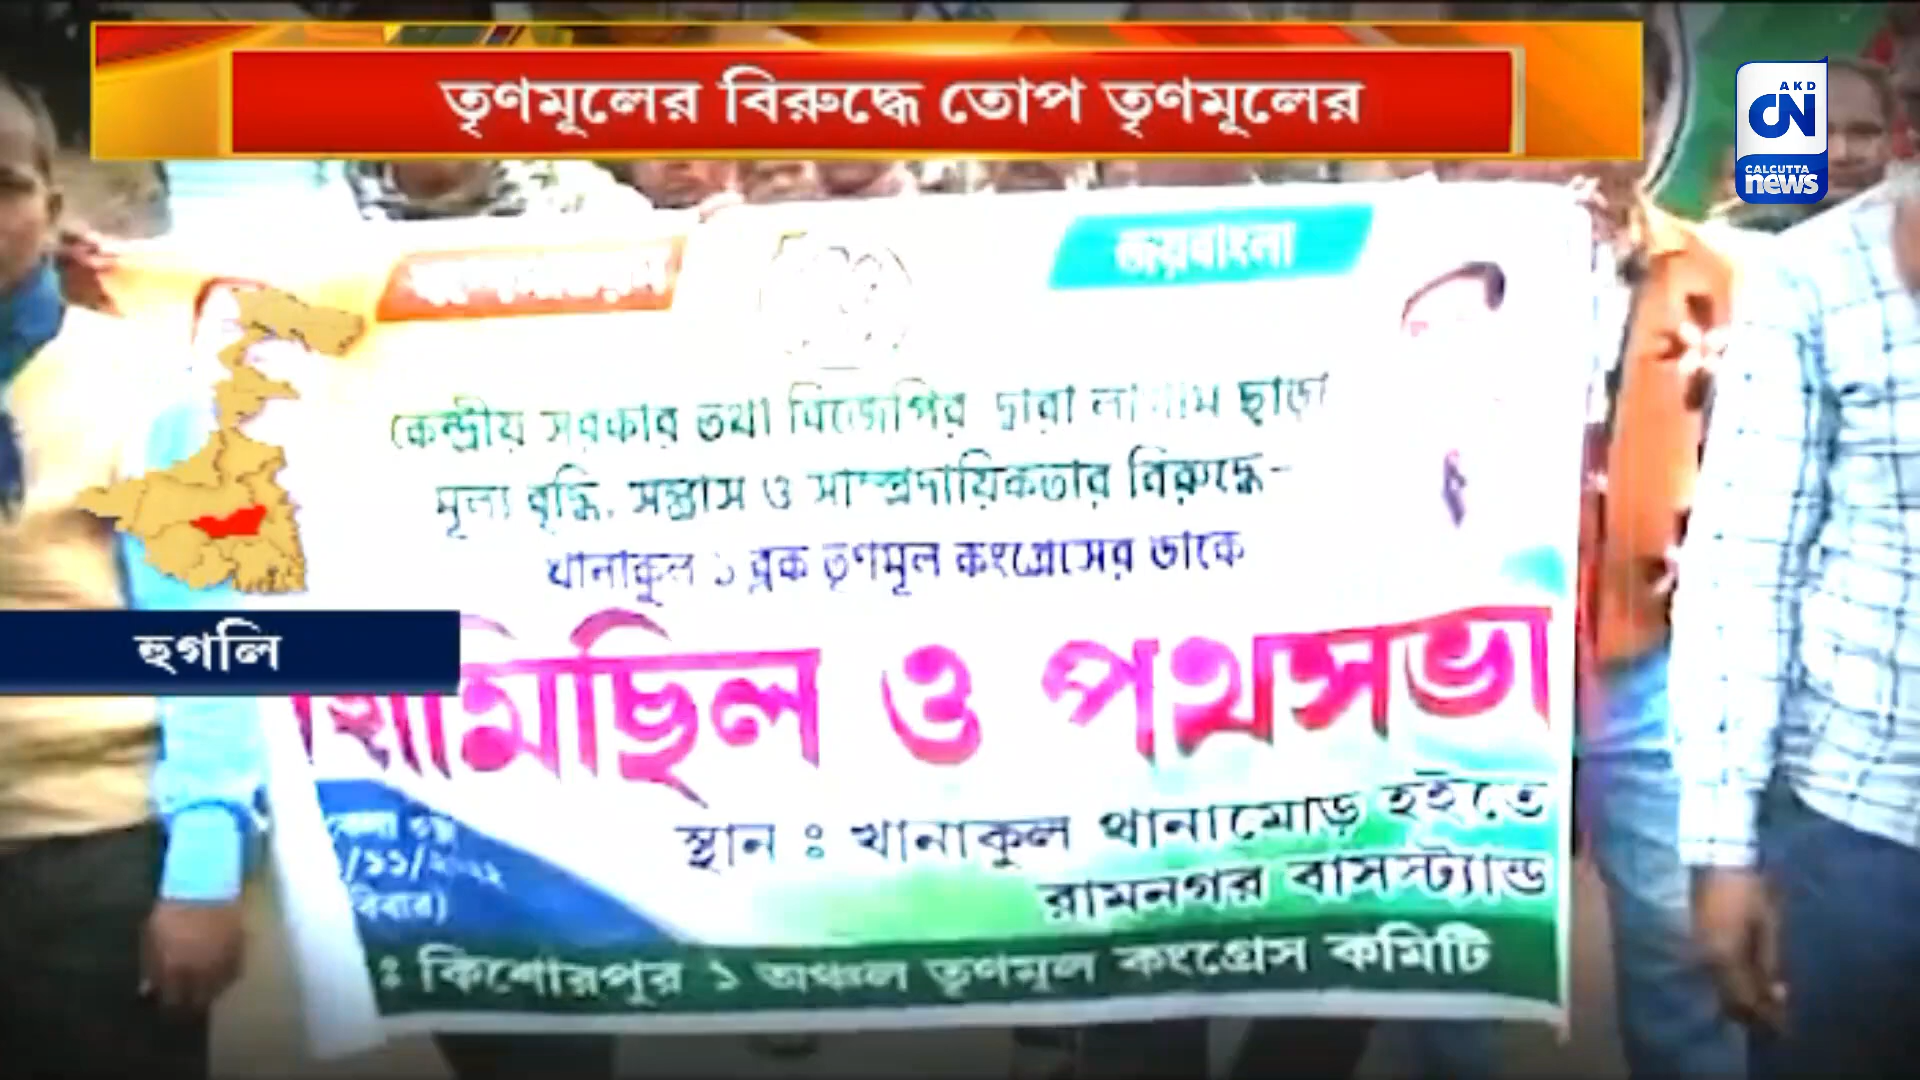 তৃণমূলের বিরুদ্ধে তোপ তৃণমূলের
AKD
CN
CALCUTTA
news
জয়বাংলা
কেন্দ্রীয় সরকার তথা বিজেপির দ্বারা লাগাম ছাড়া
মূল্য বৃদ্ধি, সন্ত্রাস ও সাম্প্রদায়িকতার বিরুদ্ধে-
খানাকুল ১ ব্লক তৃণমূল কংগ্রেসের ডাকে
মিছিল ও পথসভা
হুগলি
স্থান ঃ খানাকুল থানামোড় হইতে
রামনগর বাসস্ট্যান্ড
ঃ কিশোরপুর ১ অঞ্চল তৃণমূল কংগ্রেস কমিটি